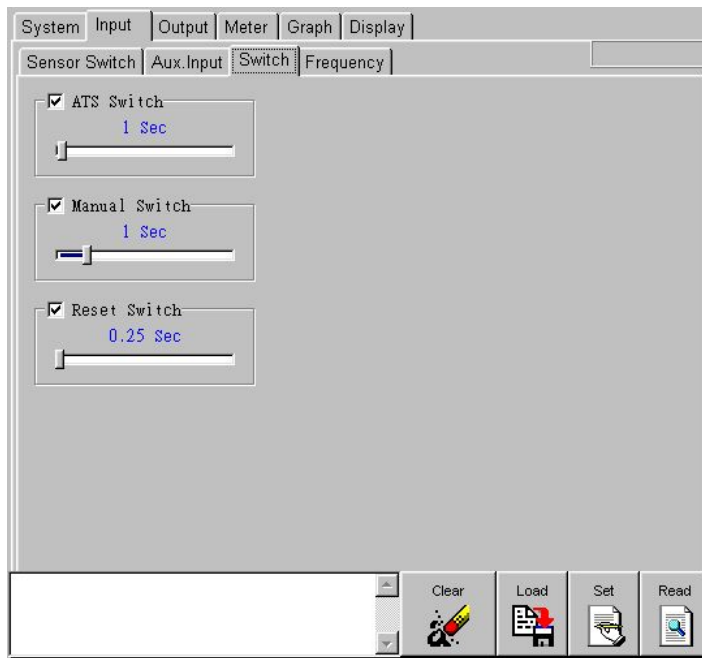 System Input Output Meter Graph Display
Sensor Switch Aux.Input Switch Frequency
ATS Switch
1 Sec
Manual Switch
1 Sec
Reset Switch
0.25 Sec
Clear Load Set Read